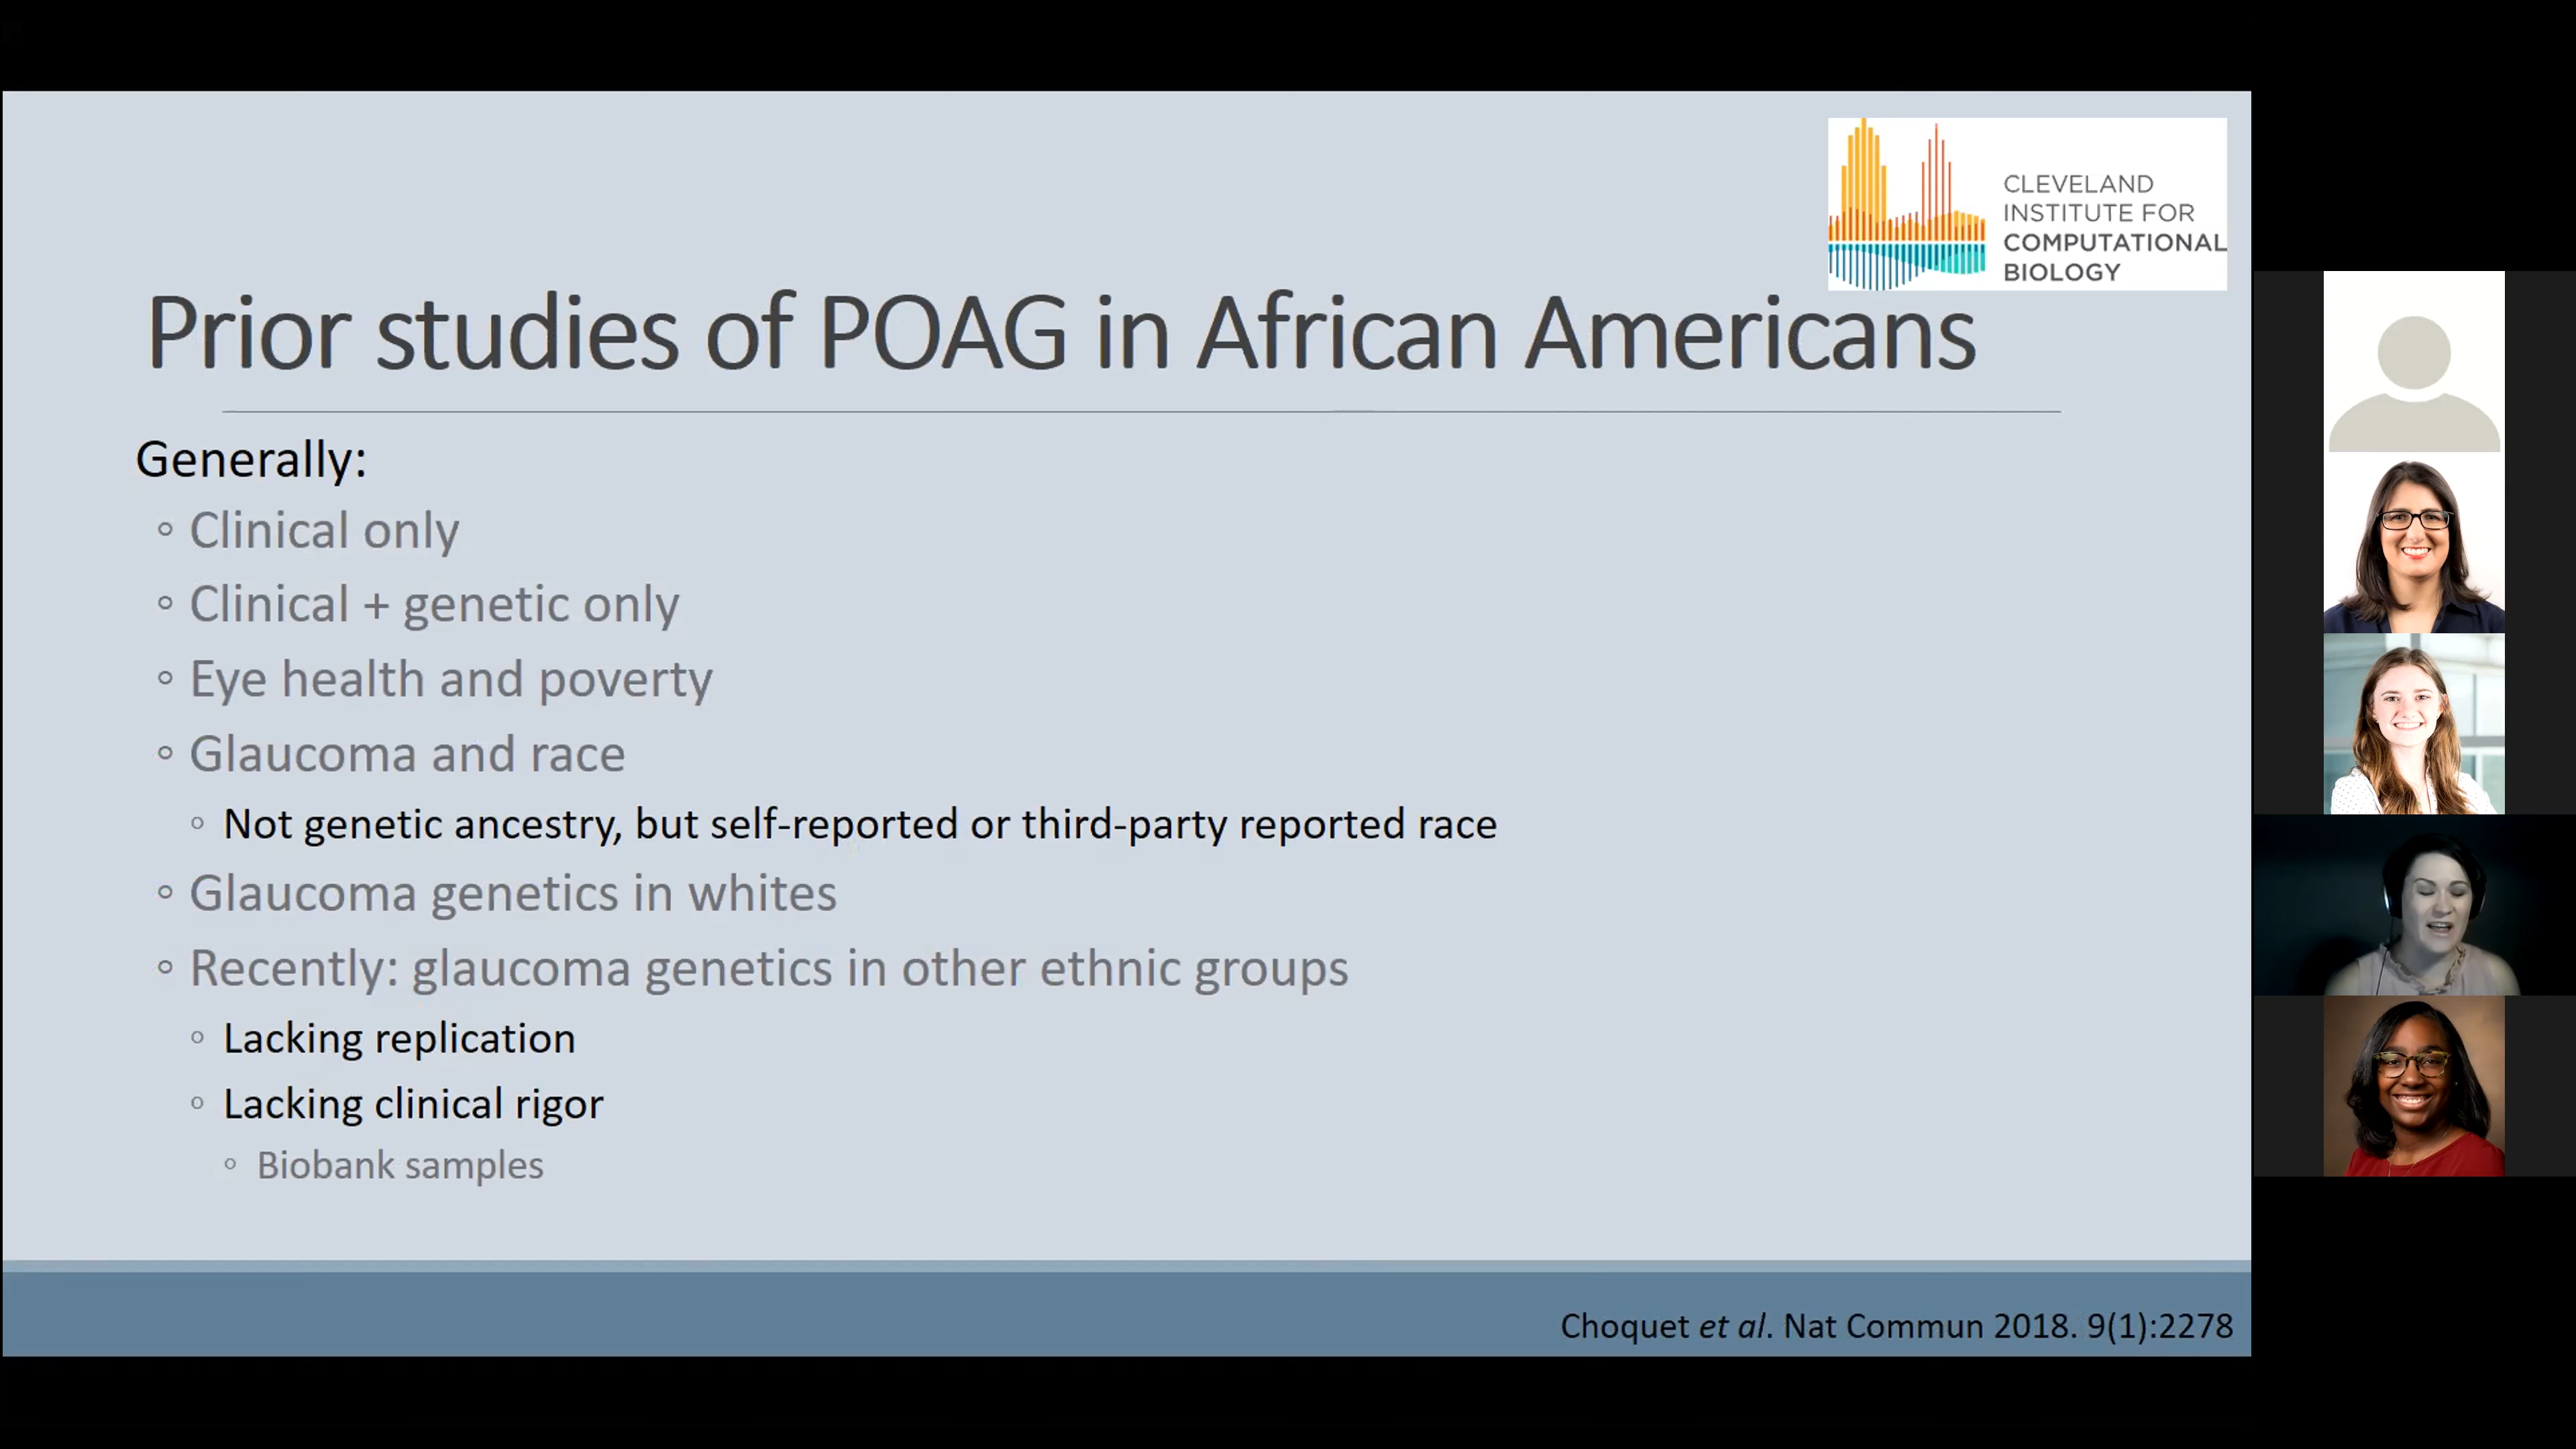 CLEVELAND
INSTITUTE FOR
COMPUTATIONAL
BIOLOGY
Prior studies of POAG in African Americans
Generally:
◦ Clinical only
◦ Clinical + genetic only
◦ Eye health and poverty
◦ Glaucoma and race
◦ Not genetic ancestry, but self-reported or third-party reported race
◦ Glaucoma genetics in whites
◦ Recently: glaucoma genetics in other ethnic groups
◦ Lacking replication
◦ Lacking clinical rigor
◦ Biobank samples
Choquet et al. Nat Commun 2018. 9(1):2278